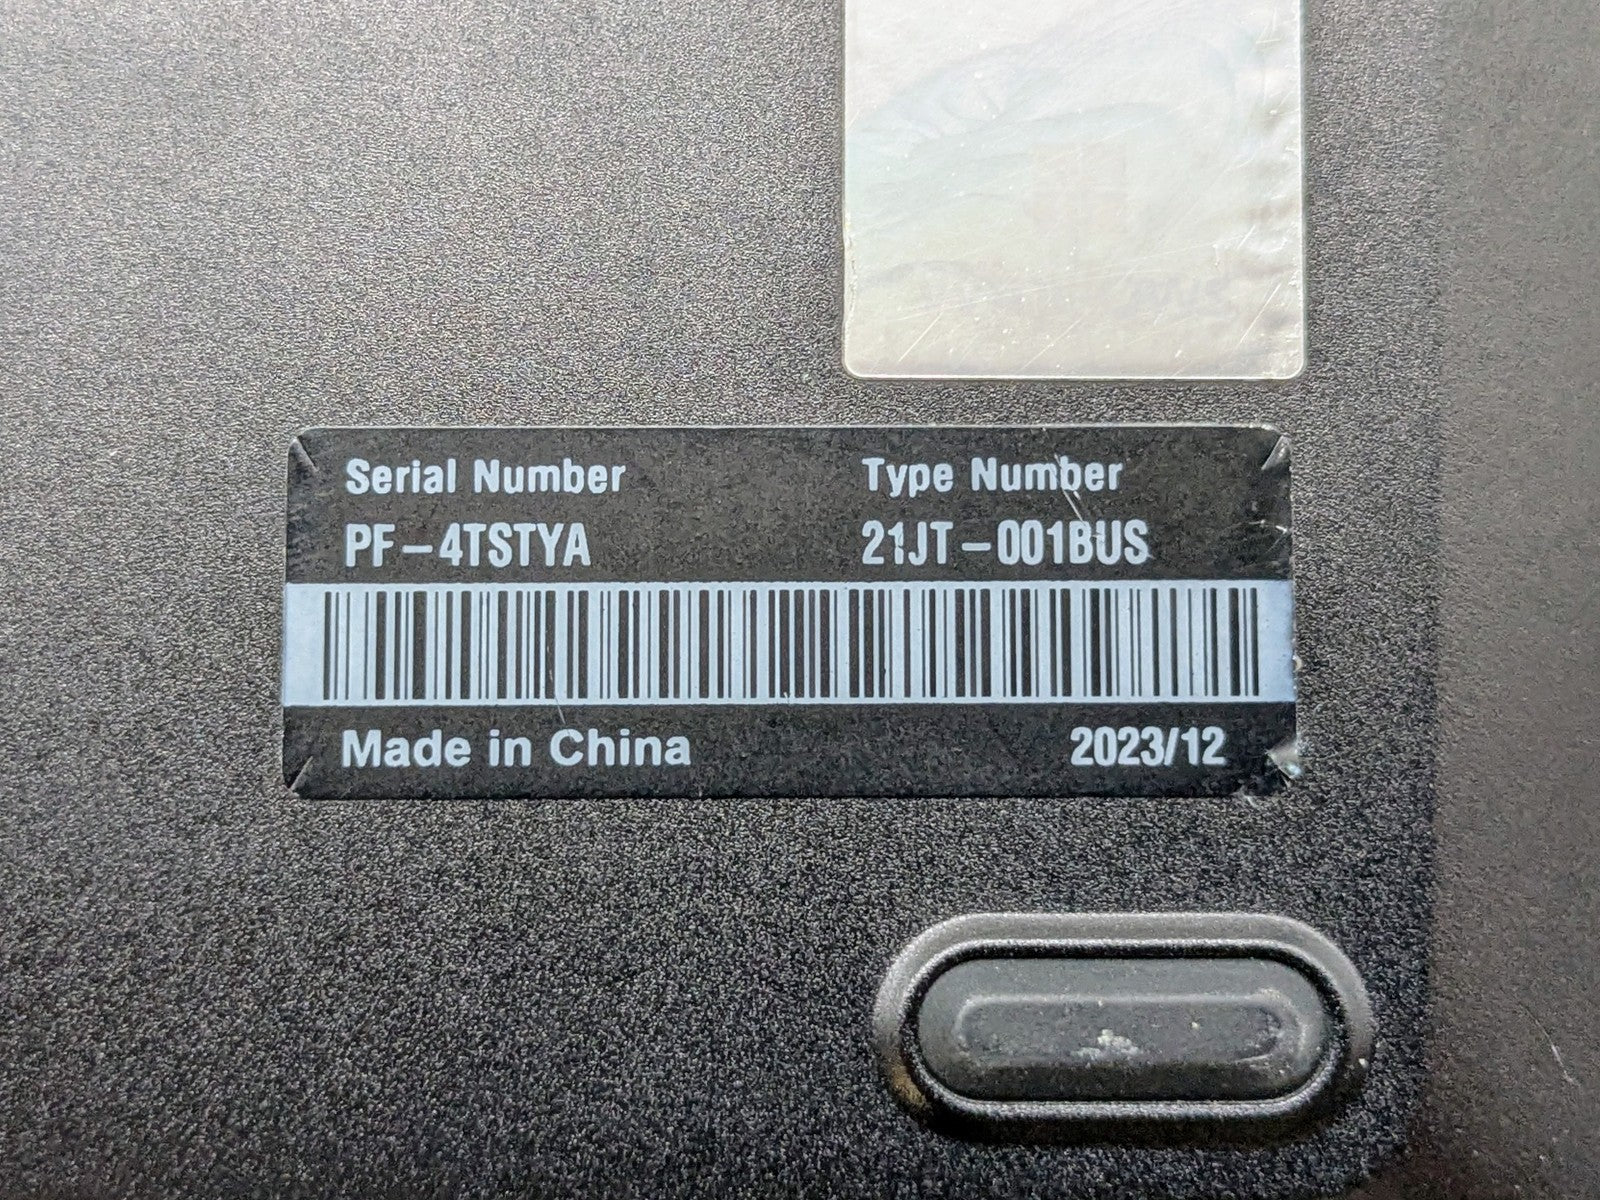 Serial Number Type Number
PF-4TSTYA 21JT-001BUS
Made in China 2023/12